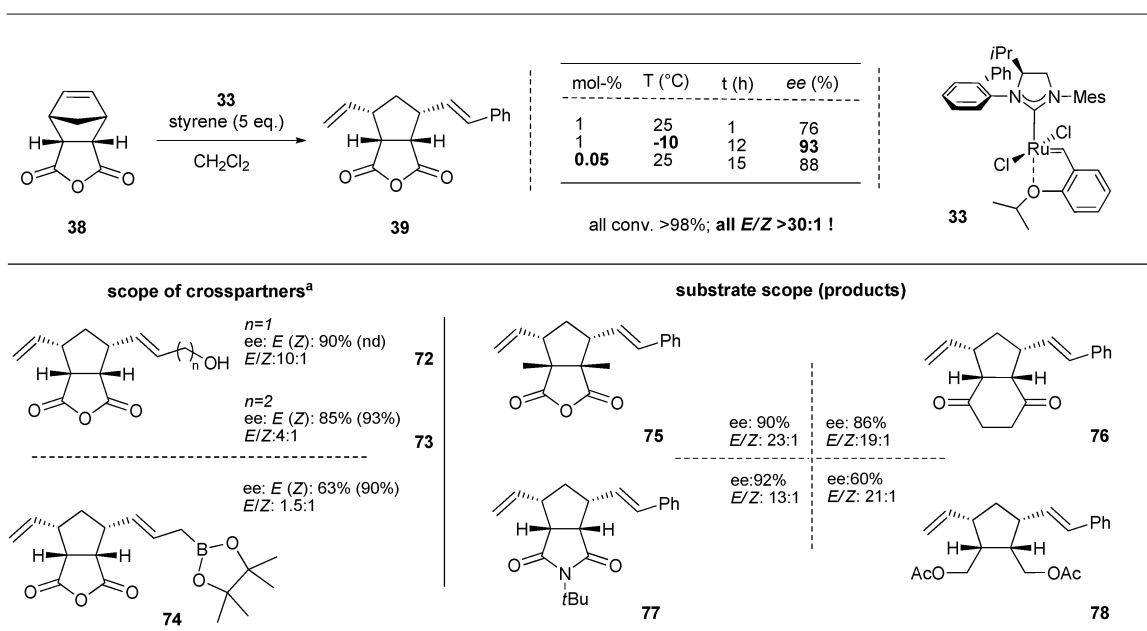 33
styrene (5 eq.)
CH2Cl2
H
H
O
O
O
38
Ph
H
H
O
O
O
39
mol-% T (°C) t (h) ee (%)
1 25 1 76
1 -10 12 93
0.05 25 15 88
all conv. >98%; all E/Z >30:1 !
iPr
Ph
N
N
Mes
Cl
Ru
Cl
O
33
scope of crosspartnersa
n=1
ee: E (Z): 90% (nd)
E/Z:10:1
72
n=2
ee: E (Z): 85% (93%)
E/Z:4:1
73
H
H
n
OH
O
O
O
ee: E (Z): 63% (90%)
E/Z: 1.5:1
H
H
B
O
O
O
O
O
74
substrate scope (products)
Ph
O
O
O
75
ee: 90%
E/Z: 23:1
ee: 86%
E/Z:19:1
Ph
H
H
O
O
76
ee:92%
E/Z: 13:1
ee:60%
E/Z: 21:1
Ph
H
H
O
O
N
tBu
77
Ph
H
H
AcO
OAc
78